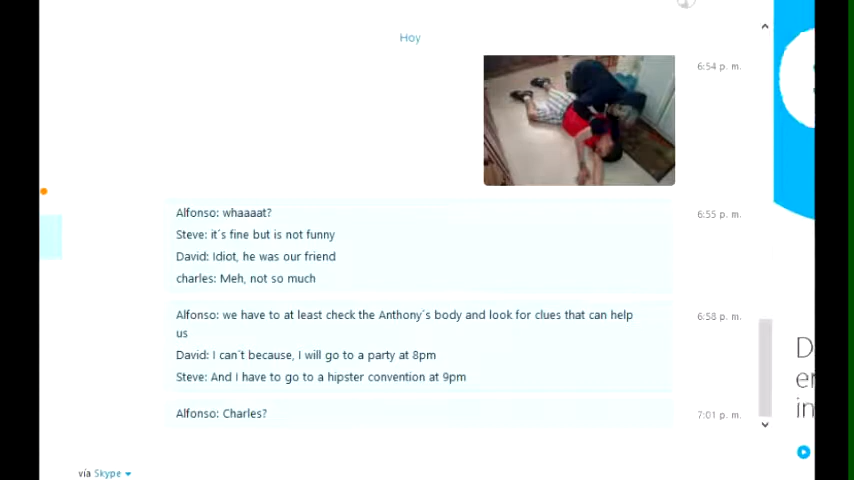 Hoy
6:54 p. m.
Alfonso: whaaaat?
6:55 p. m.
Steve: it´s fine but is not funny
David: Idiot, he was our friend
charles: Meh, not so much
Alfonso: we have to at least check the Anthony´s body and look for clues that can help
6:58 p. m.
us
David: I can´t because, I will go to a party at 8pm
Steve: And I have to go to a hipster convention at 9pm
Alfonso: Charles?
7:01 p. m.
D
er
in
vía Skype